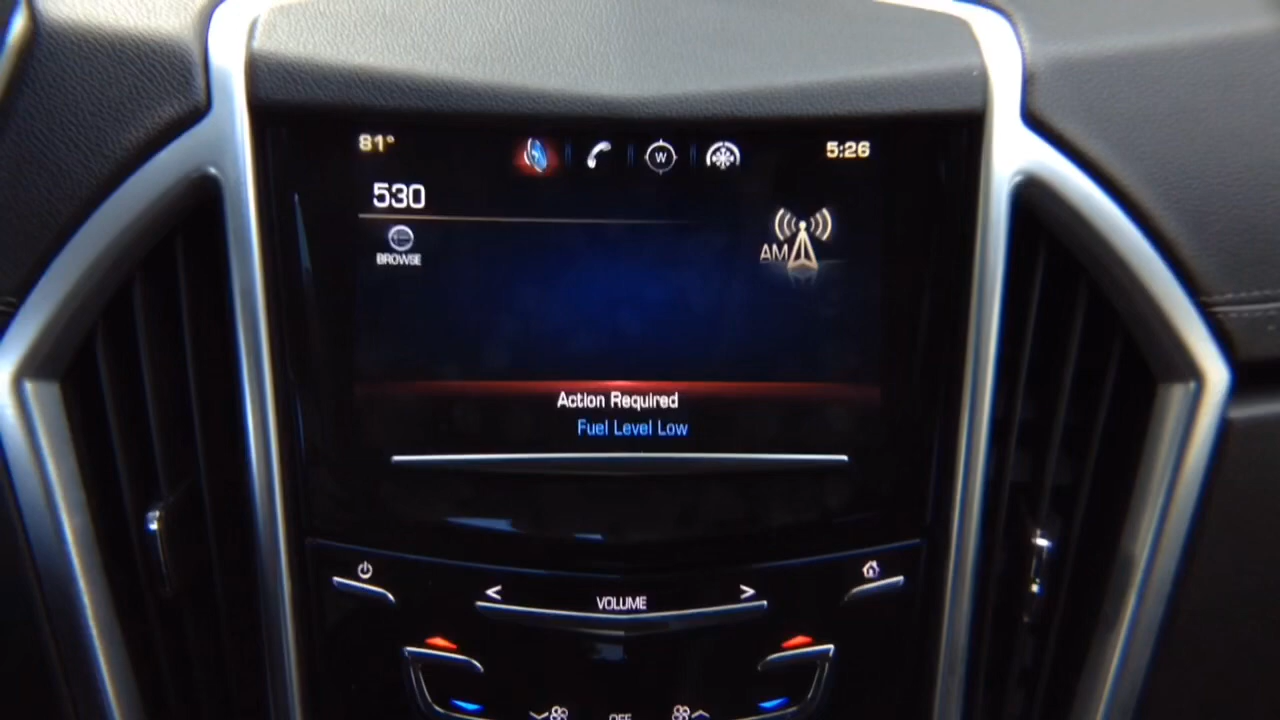 81°
W
5:26
530
BROWSE
AM
Action Required
Fuel Level Low
< VOLUME >
OFF